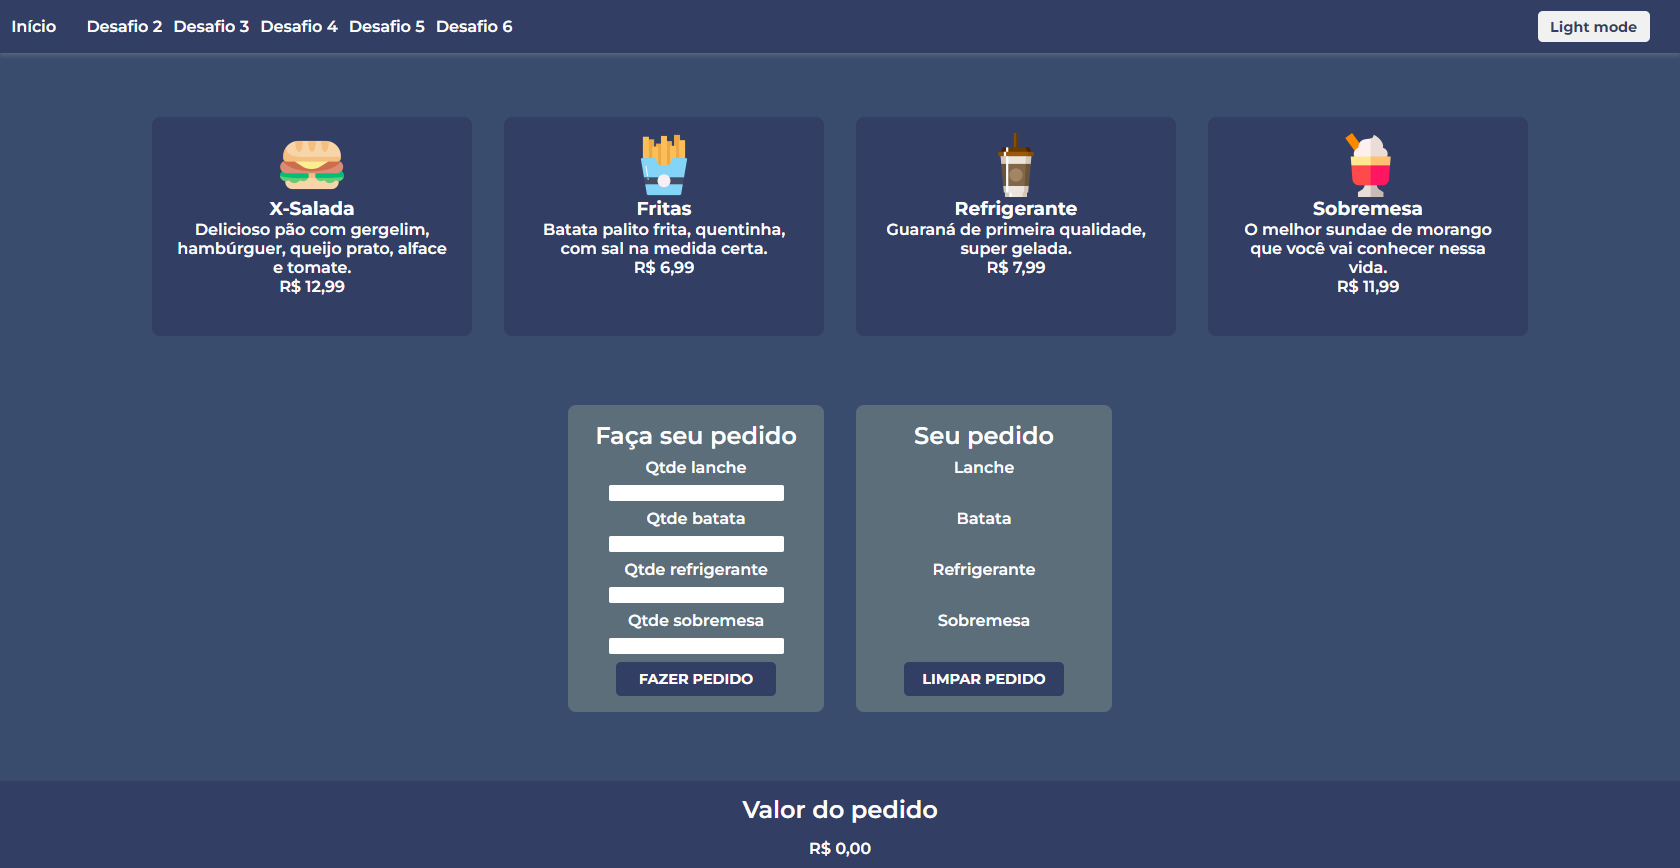 Início
Desafio 2
Desafio 3
Desafio 4
Desafio 5
Desafio 6
Light mode
X-Salada
Delicioso pão com gergelim,
hambúrguer, queijo prato, alface
e tomate.
R$ 12,99
Fritas
Batata palito frita, quentinha,
com sal na medida certa.
R$ 6,99
Refrigerante
Guaraná de primeira qualidade,
super gelada.
R$ 7,99
Sobremesa
O melhor sundae de morango
que você vai conhecer nessa
vida.
R$ 11,99
Faça seu pedido
Qtde lanche
Qtde batata
Qtde refrigerante
Qtde sobremesa
FAZER PEDIDO
Seu pedido
Lanche
Batata
Refrigerante
Sobremesa
LIMPAR PEDIDO
Valor do pedido
R$ 0,00